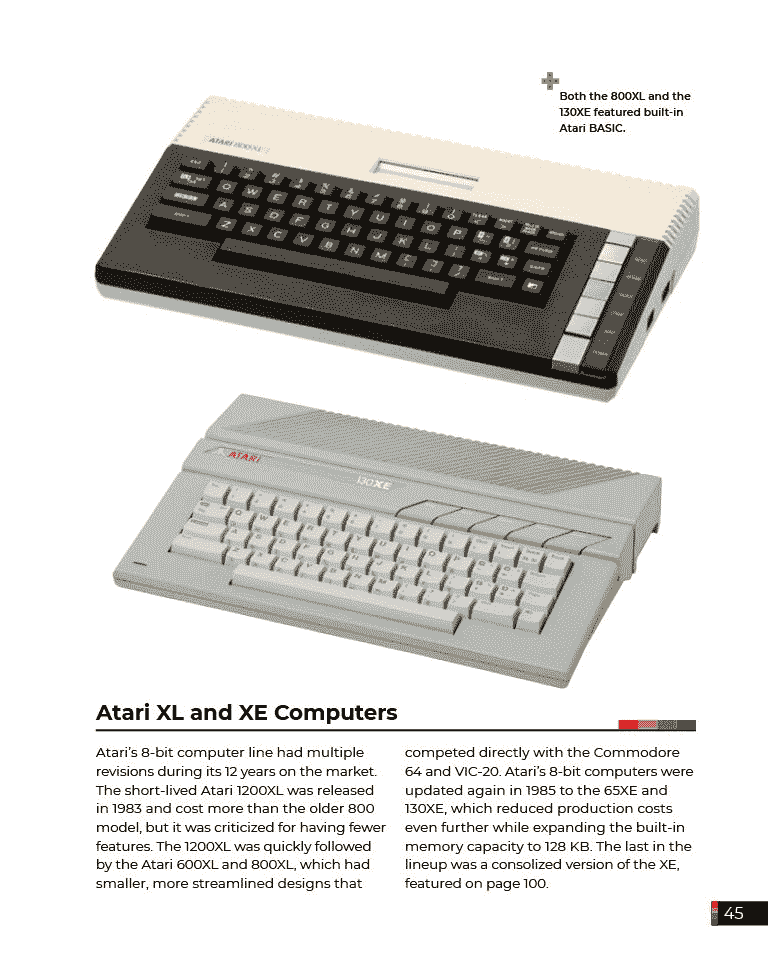 Both the 800XL and the
130XE featured built-in
Atari BASIC.
ATARI 800XL
Q W E R T Y U I O P
A S D F G H J K L
Z X C V B N M
ATARI
130XE
Atari XL and XE Computers
Atari's 8-bit computer line had multiple
revisions during its 12 years on the market.
The short-lived Atari 1200XL was released
in 1983 and cost more than the older 800
model, but it was criticized for having fewer
features. The 1200XL was quickly followed
by the Atari 600XL and 800XL, which had
smaller, more streamlined designs that
competed directly with the Commodore
64 and VIC-20. Atari's 8-bit computers were
updated again in 1985 to the 65XE and
130XE, which reduced production costs
even further while expanding the built-in
memory capacity to 128 KB. The last in the
lineup was a consolized version of the XE,
featured on page 100.
45